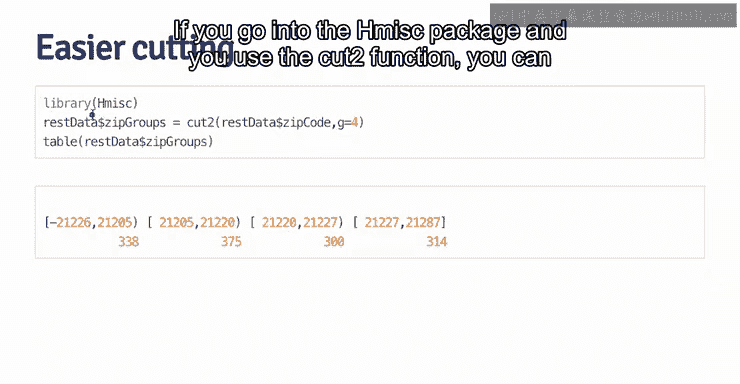 If you go into the Hmisc package and
you use the cut2 function, you can
Easier cutting
library(Hmisc)
restData$zipGroups = cut2(restData$zipCode,g=4)
table(restData$zipGroups)
[-21226,21205) [ 21205,21220) [ 21220,21227) [ 21227,21287]
338 375 300 314